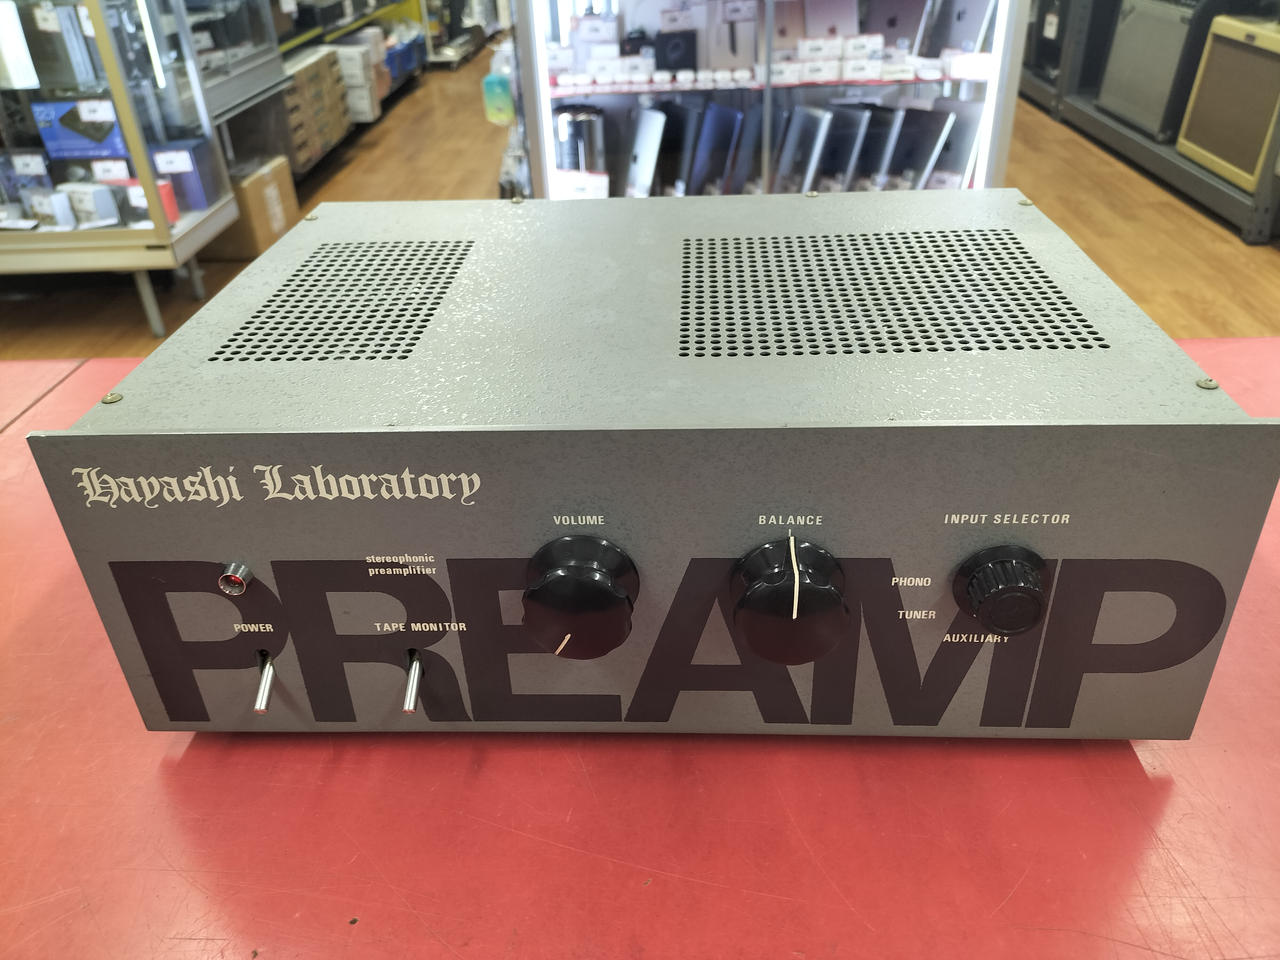 Hayashi Laboratory
VOLUME
BALANCE
INPUT SELECTOR
stereophonic
preamplifier
PREAMP
PHONO
TUNER
AUXILIARY
POWER
TAPE MONITOR